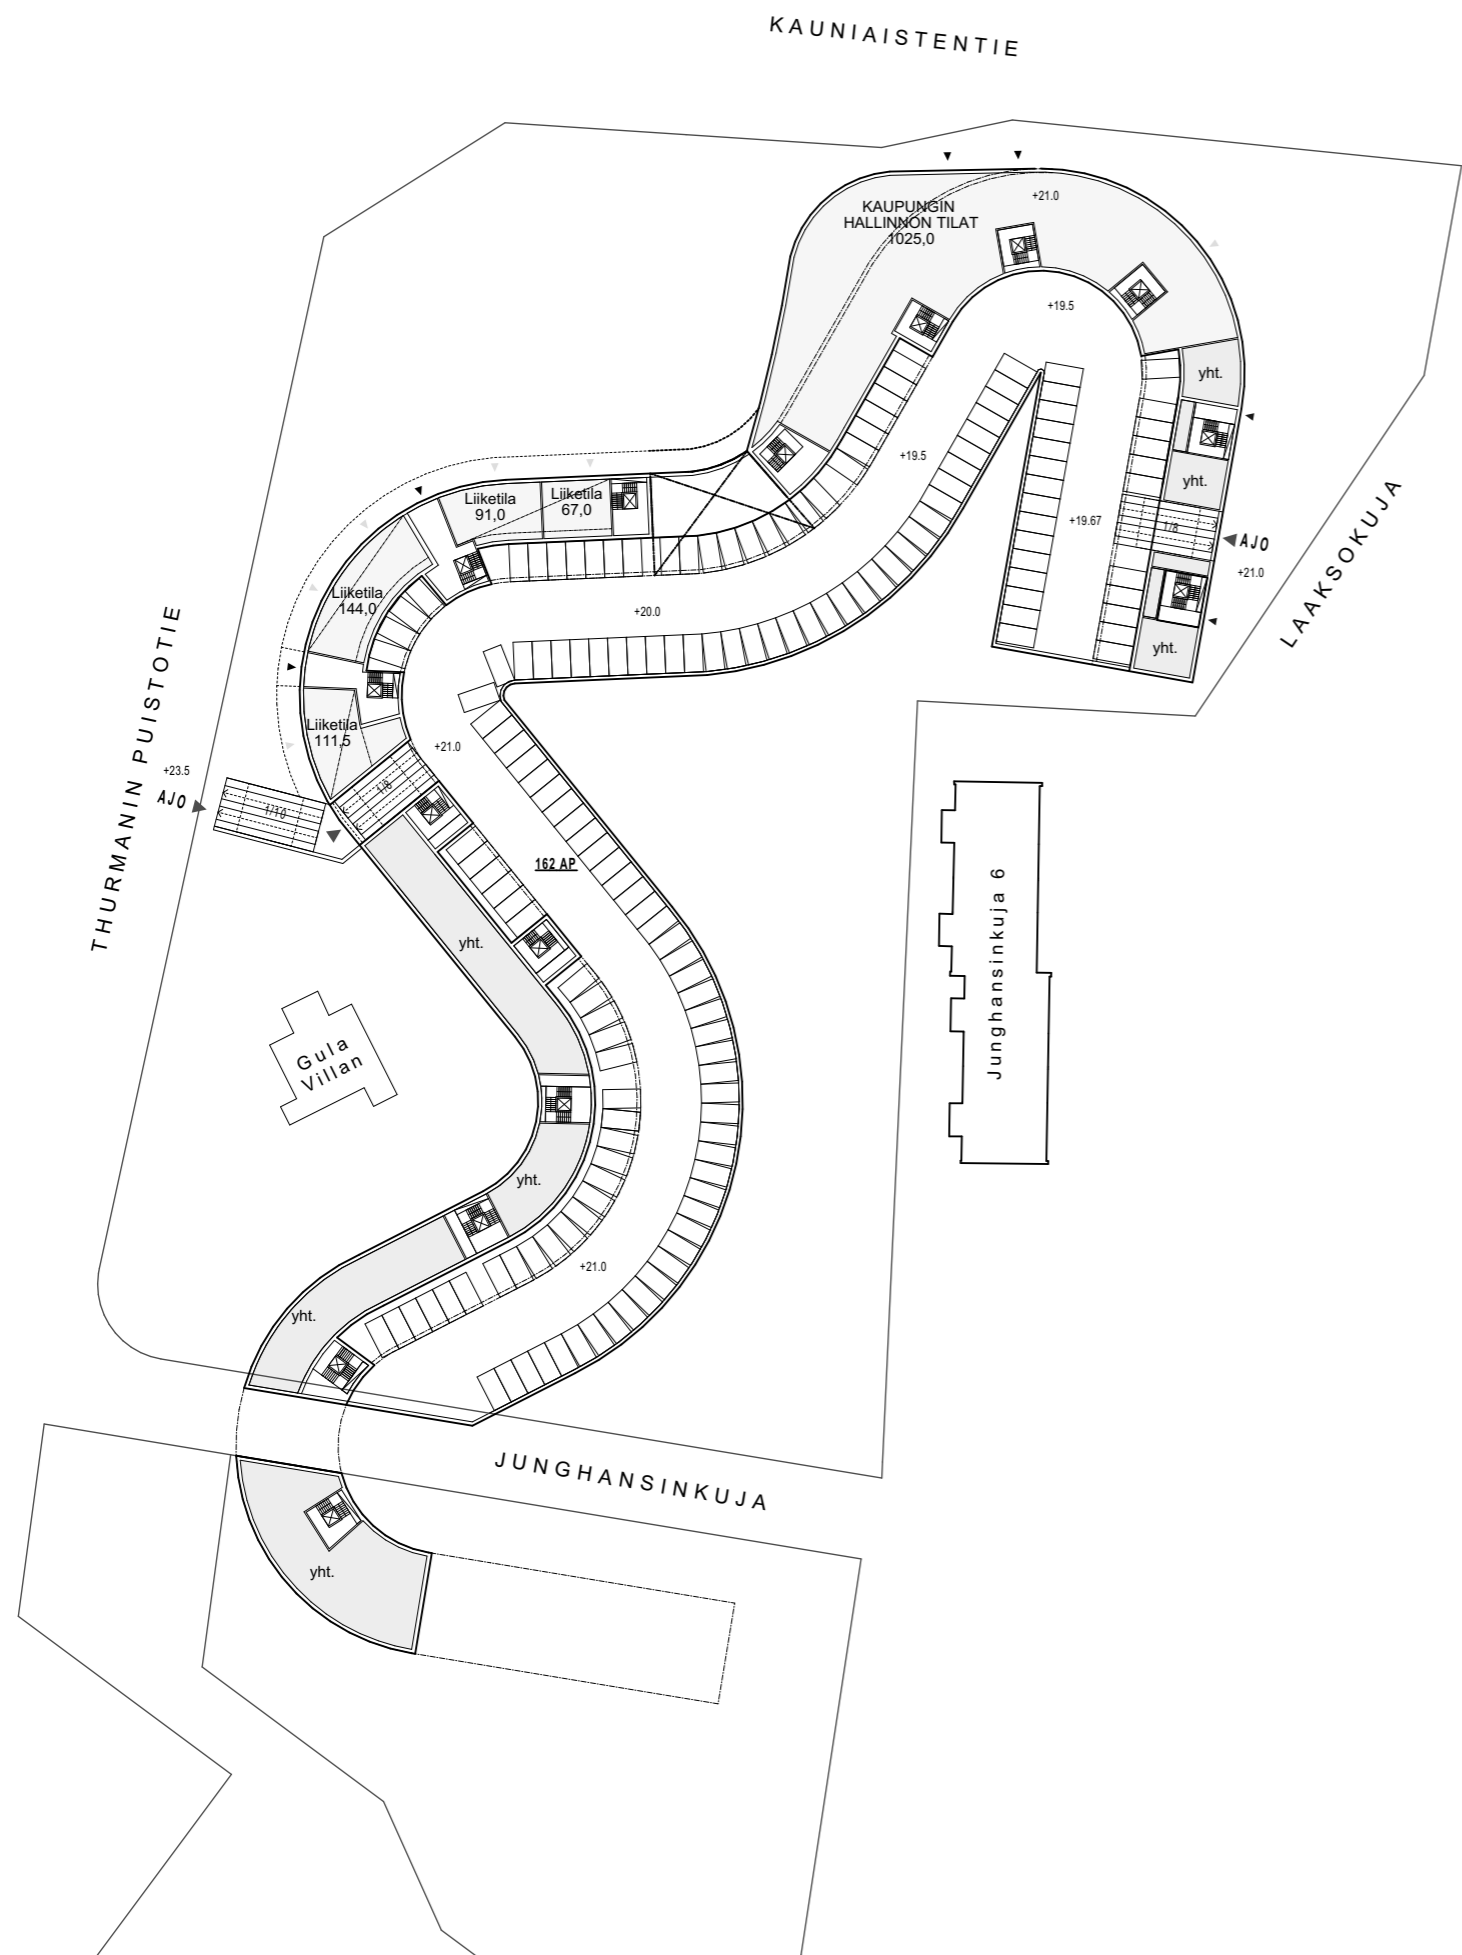 KAUNIAISTENTIE
KAUPUNGIN
HALLINNON TILAT
1025,0
+21.0
+19.5
yht.
+19.5
yht.
+19.67
1/8
AJO
+21.0
LAAKSOKUJA
yht.
Liiketila
91,0
Liiketila
67,0
Liiketila
144,0
+20.0
Liiketila
111,5
+21.0
THURMANIN PUISTOTIE
+23.5
AJO
1/10
1/8
162 AP
yht.
Junghansinkuja 6
Gula
Villan
yht.
+21.0
yht.
JUNGHANSINKUJA
yht.